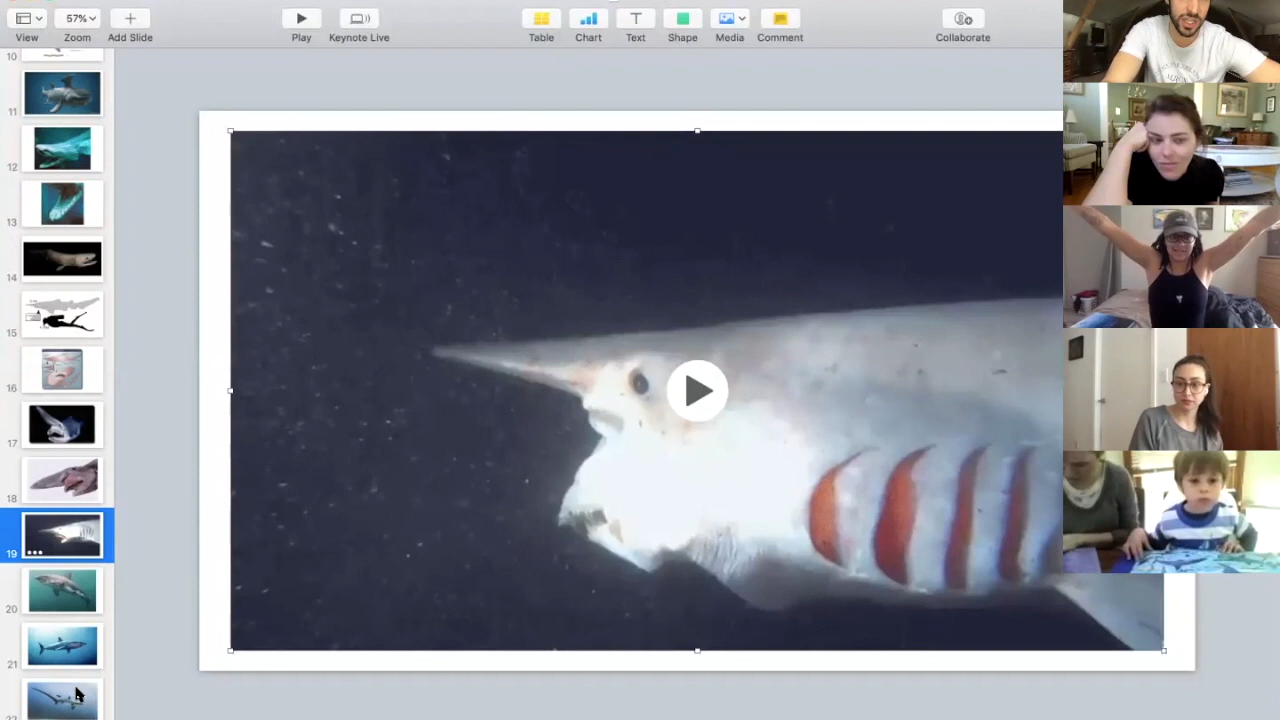 57%
View
Zoom
Add Slide
Play
Keynote Live
Table
Chart
Text
Shape
Media
Comment
Collaborate
10
11
12
13
14
15
16
17
18
19
20
21